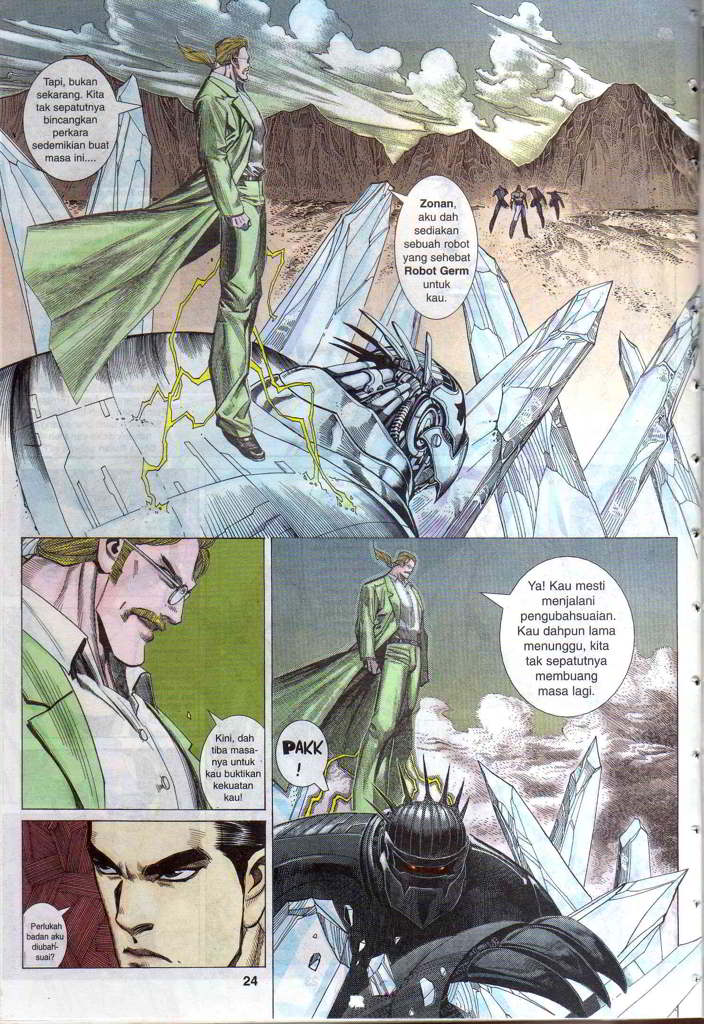 Tapi, bukan
sekarang. Kita
tak sepatutnya
bincangkan
perkara
sedemikian buat
masa ini....
Zonan,
aku dah
sediakan
sebuah robot
yang sehebat
Robot Germ
untuk
kau.
Kini, dah
tiba masa-
nya untuk
kau buktikan
kekuatan
kau!
Ya! Kau mesti
menjalani
pengubahsuaian.
Kau dahpun lama
menunggu, kita
tak sepatutnya
membuang
masa lagi.
PAKK
!
Perlukah
badan aku
diubah-
suai?
24